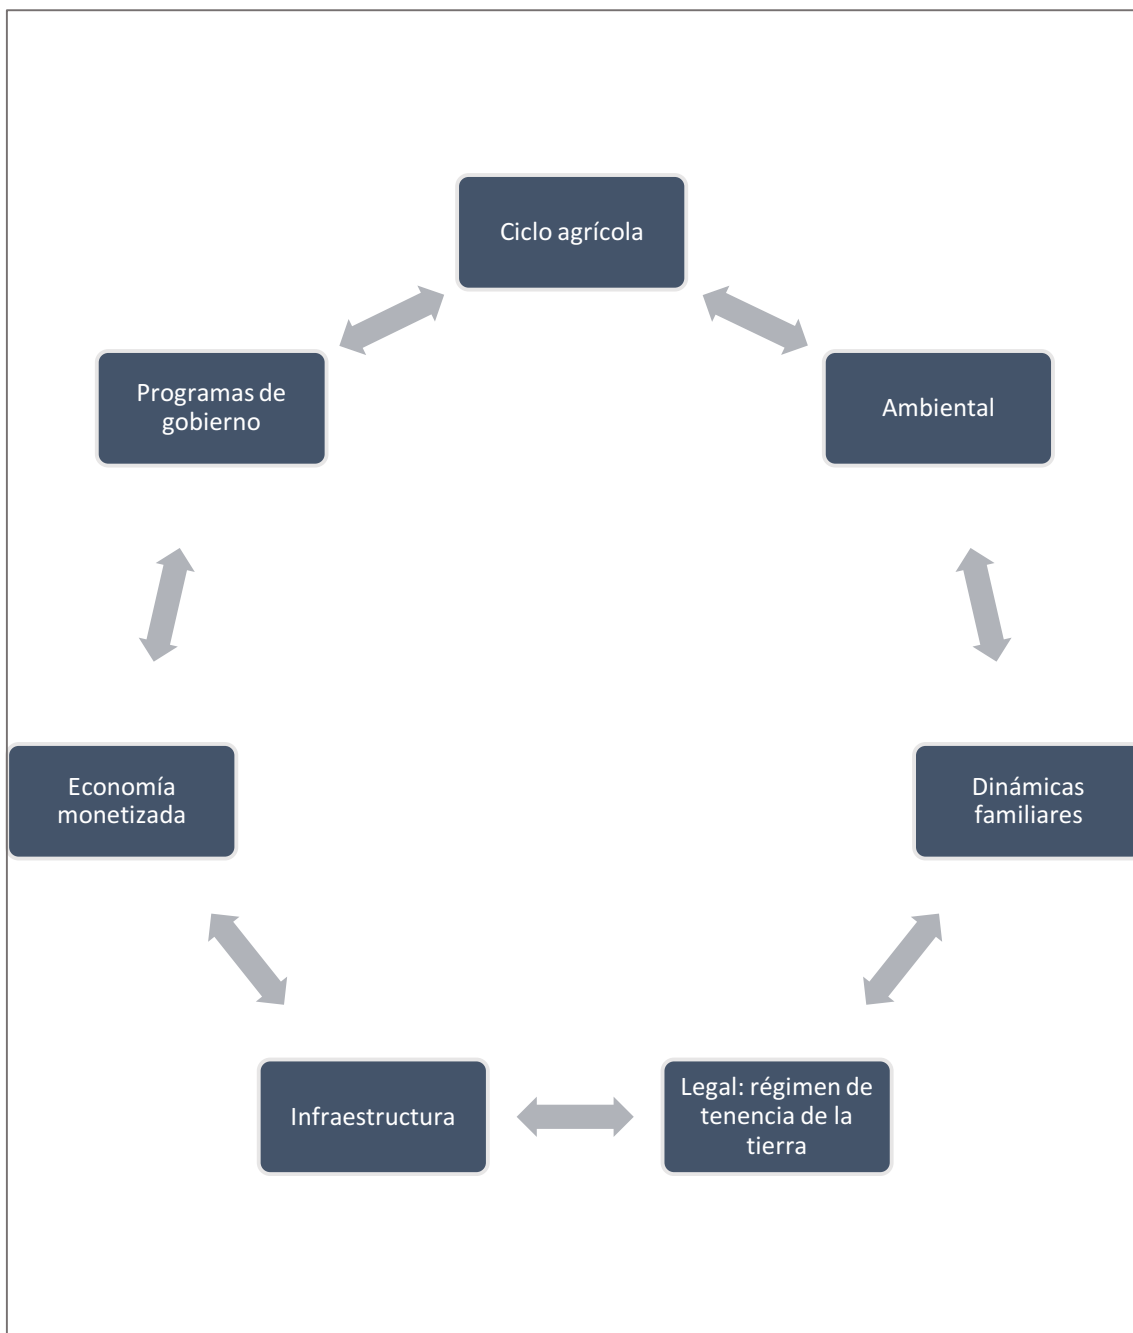 Ciclo agrícola
Programas de
gobierno
Ambiental
Economía
monetizada
Dinámicas
familiares
Infraestructura
Legal: régimen de
tenencia de la
tierra